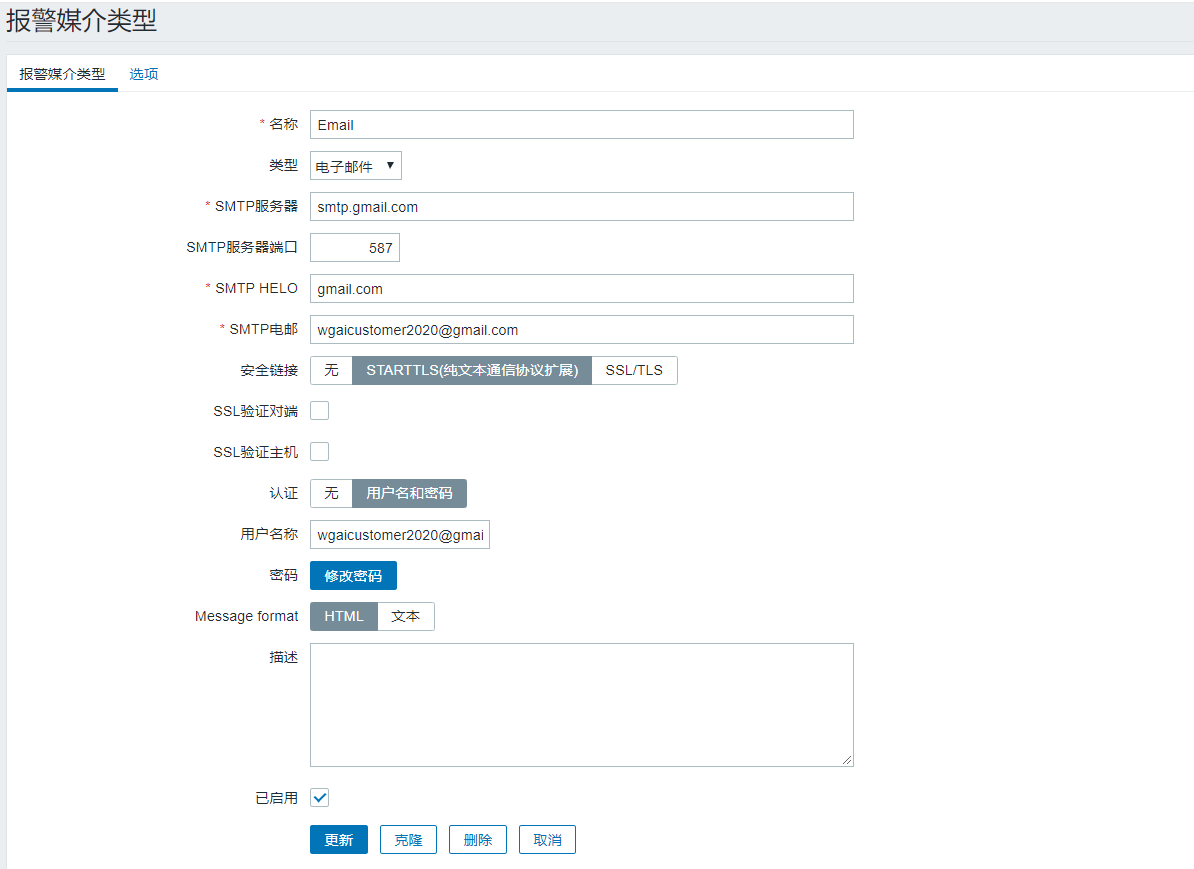 报警媒介类型
报警媒介类型 选项
* 名称 Email
类型 电子邮件
* SMTP服务器 smtp.gmail.com
SMTP服务器端口 587
* SMTP HELO gmail.com
* SMTP电邮 wgaicustomer2020@gmail.com
安全链接 无 STARTTLS(纯文本通信协议扩展) SSL/TLS
SSL验证对端
SSL验证主机
认证 无 用户名和密码
用户名称 wgaicustomer2020@gmai
密码 修改密码
Message format HTML 文本
描述
已启用
更新 克隆 删除 取消